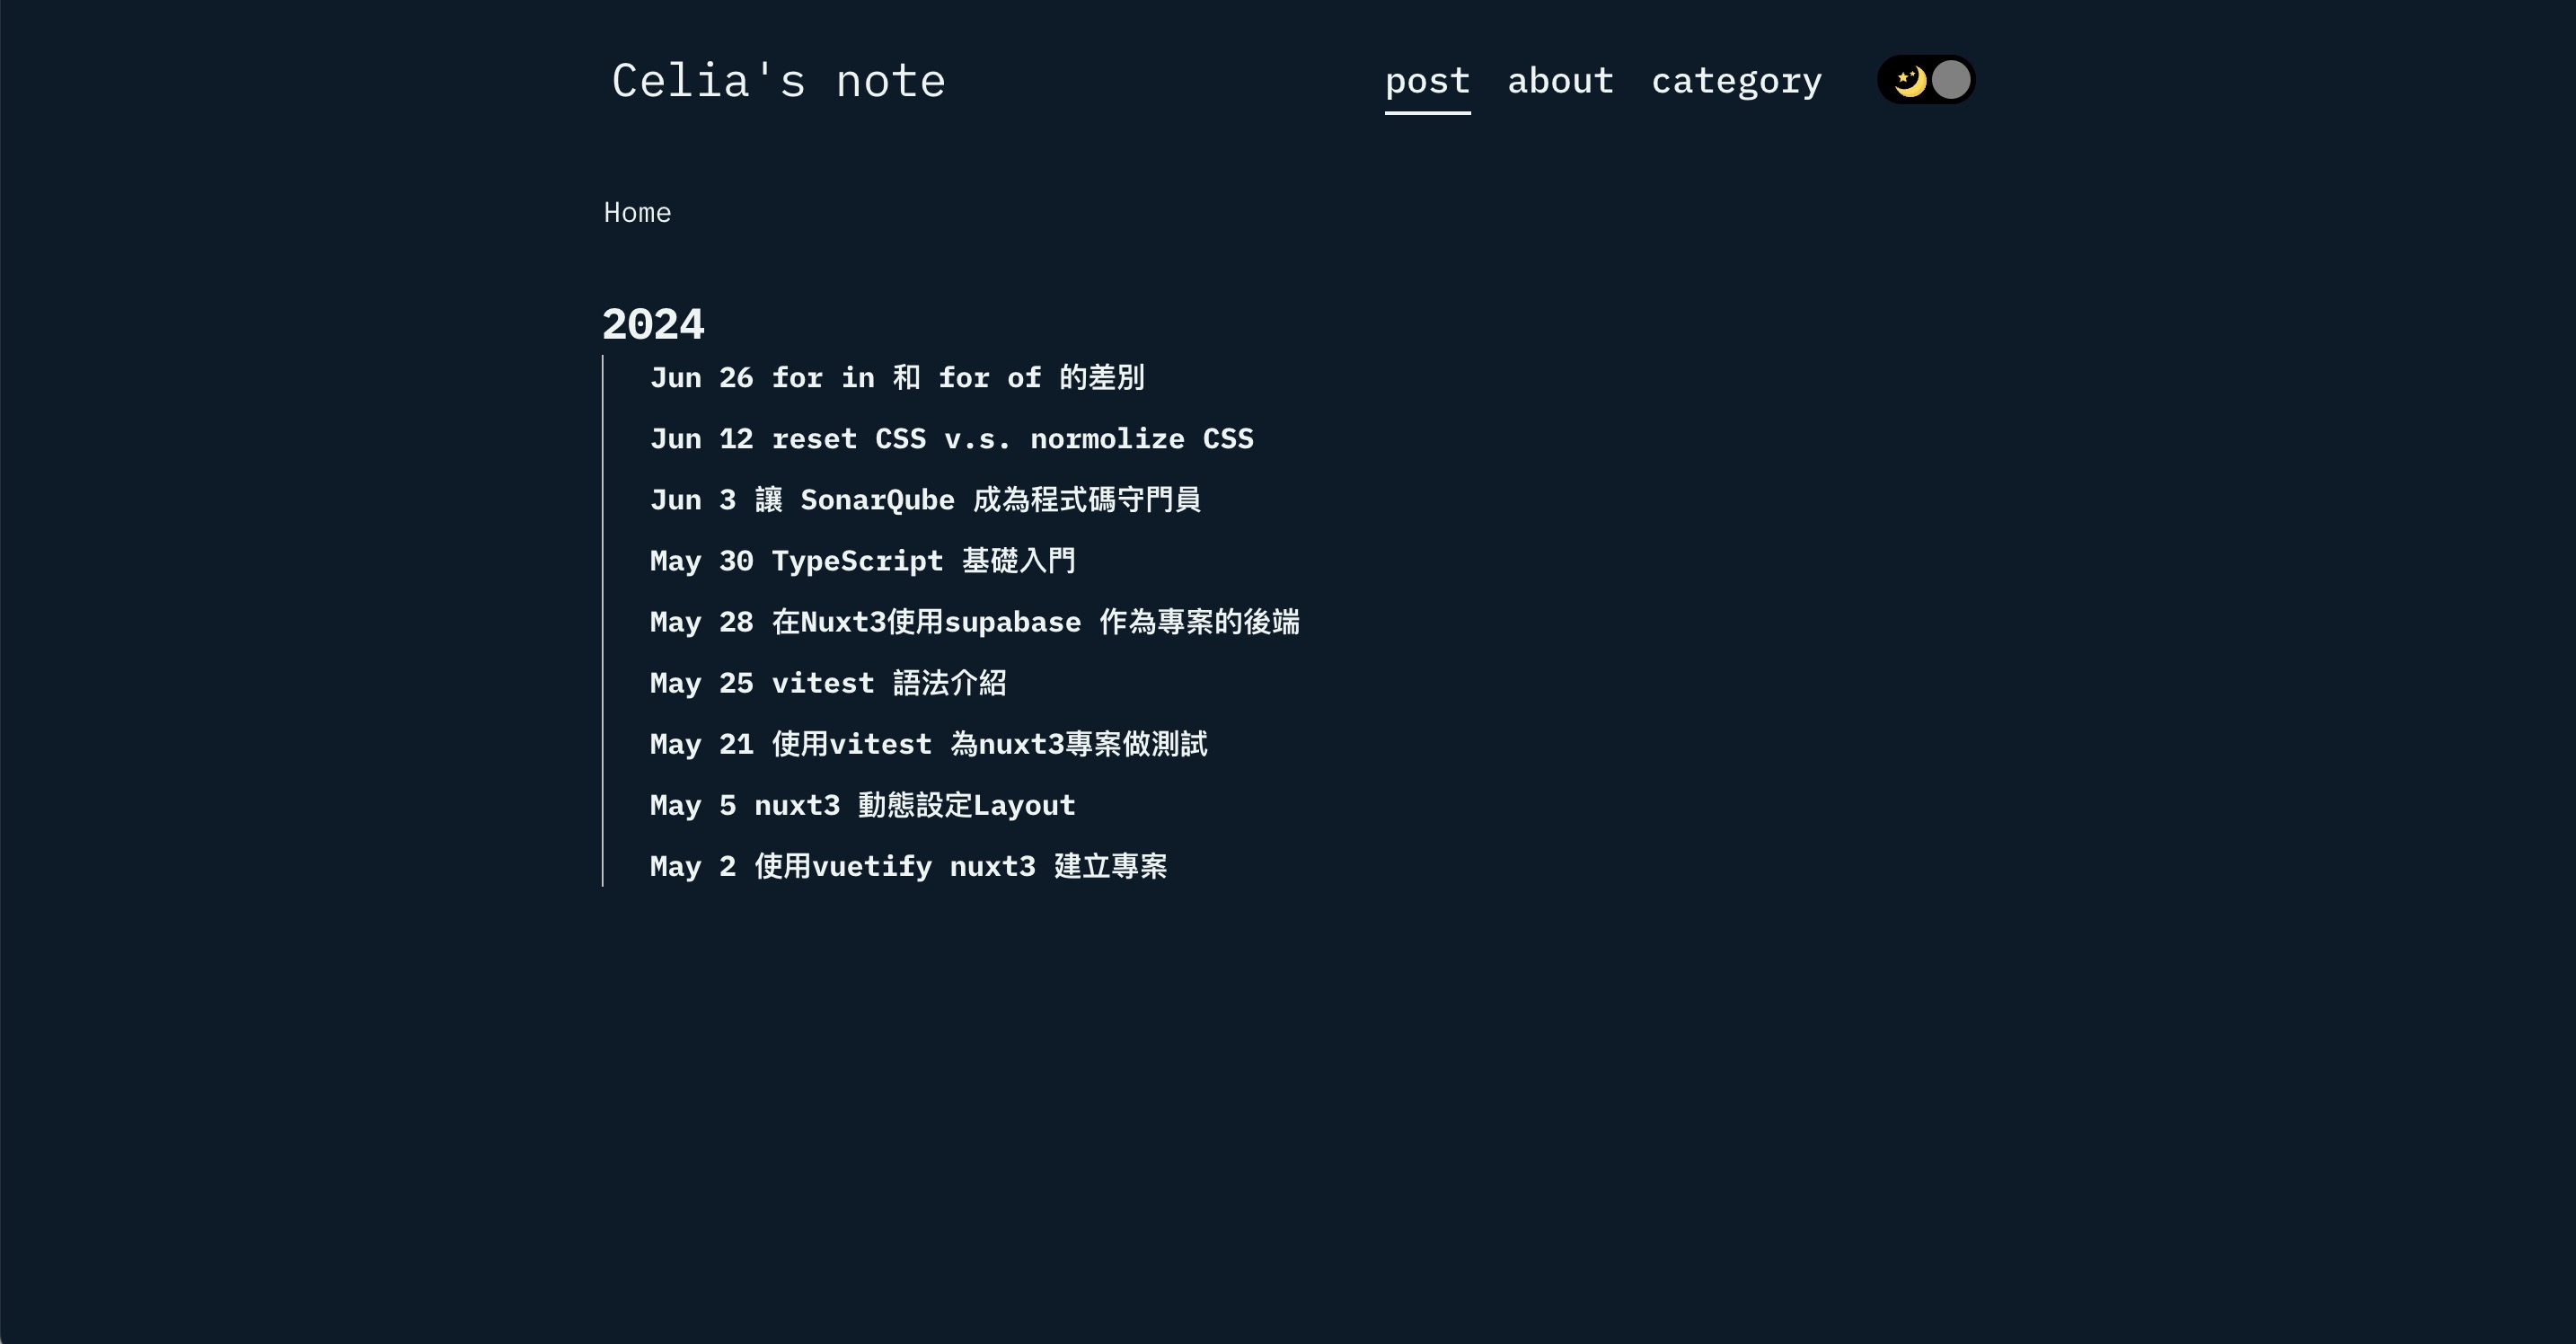 Celia's note
post about category
Home
2024
Jun 26 for in 和 for of 的差別
Jun 12 reset CSS v.s. normolize CSS
Jun 3 讓 SonarQube 成為程式碼守門員
May 30 TypeScript 基礎入門
May 28 在Nuxt3使用supabase 作為專案的後端
May 25 vitest 語法介紹
May 21 使用vitest 為nuxt3專案做測試
May 5 nuxt3 動態設定Layout
May 2 使用vuetify nuxt3 建立專案